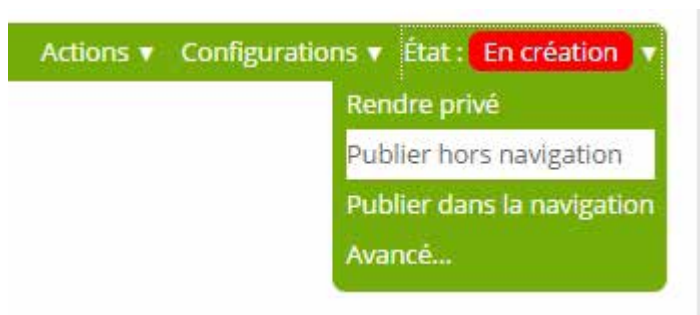 Actions ▼ Configurations ▼ État : En création ▼
Rendre privé
Publier hors navigation
Publier dans la navigation
Avancé...